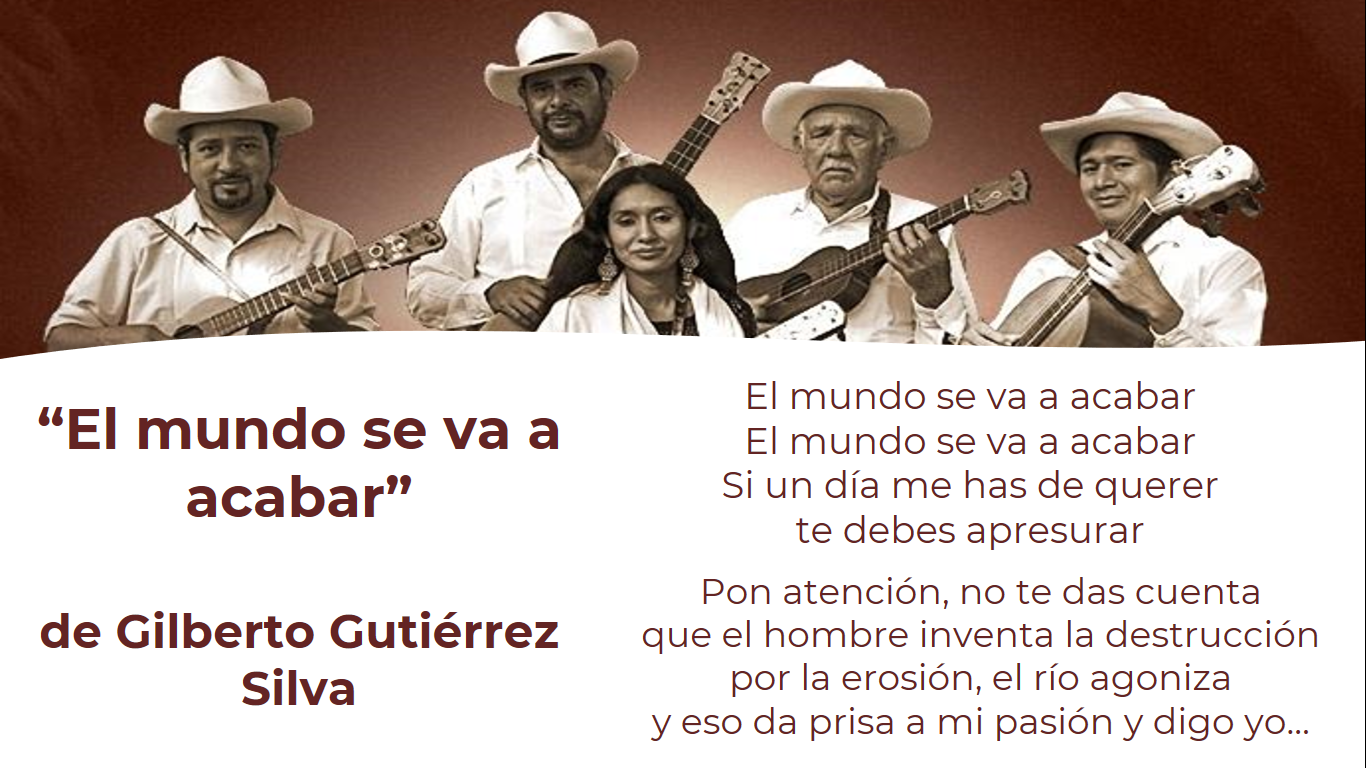 “El mundo se va a
acabar”
de Gilberto Gutiérrez
Silva
El mundo se va a acabar
El mundo se va a acabar
Si un día me has de querer
te debes apresurar
Pon atención, no te das cuenta
que el hombre inventa la destrucción
por la erosión, el río agoniza
y eso da prisa a mi pasión y digo yo...